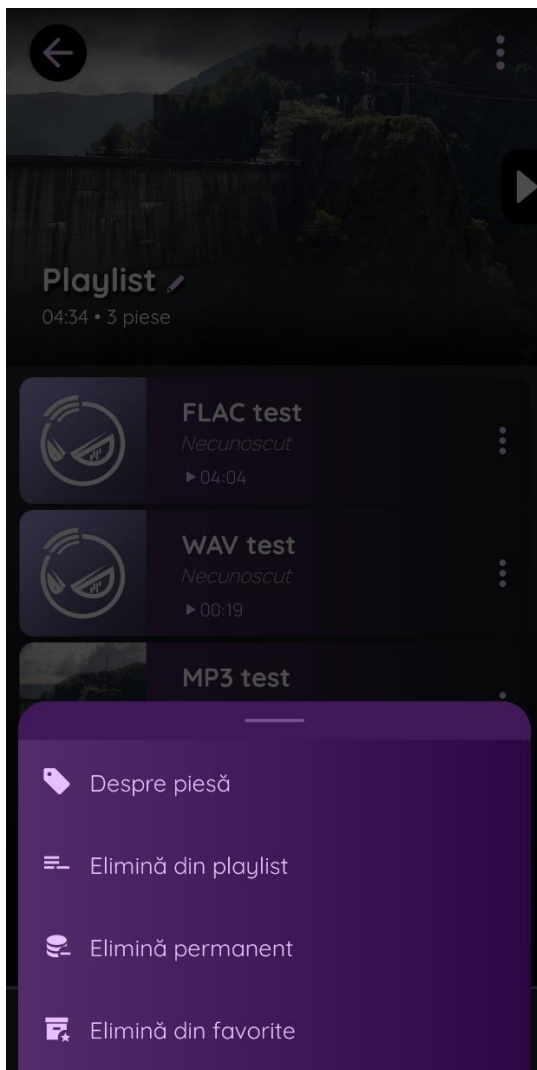 Playlist
04:34 • 3 piese
FLAC test
Necunoscut
04:04
WAV test
Necunoscut
00:19
MP3 test
Despre piesă
Elimină din playlist
Elimină permanent
Elimină din favorite